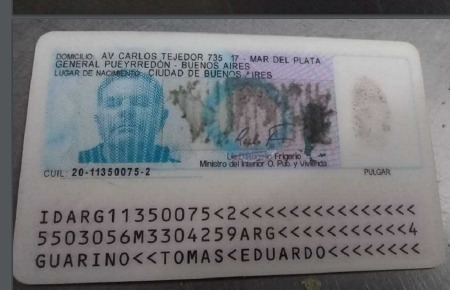 DOMICILIO: AV CARLOS TEJEDOR 735 17 - MAR DEL PLATA
GENERAL PUEYRREDON - BUENOS AIRES
LUGAR DE NACIMIENTO: CIUDAD DE BUENOS AIRES
Frigerio
Ministro del Interior O. Pub. y Vivienda
CUIL: 20-11350075-2
PULGAR
IDARG11350075<2<<<<<<<<<<<<<<<
5503056M3304259ARG<<<<<<<<<<<4
GUARINO<<TOMAS<EDUARDO<<<<<<<<